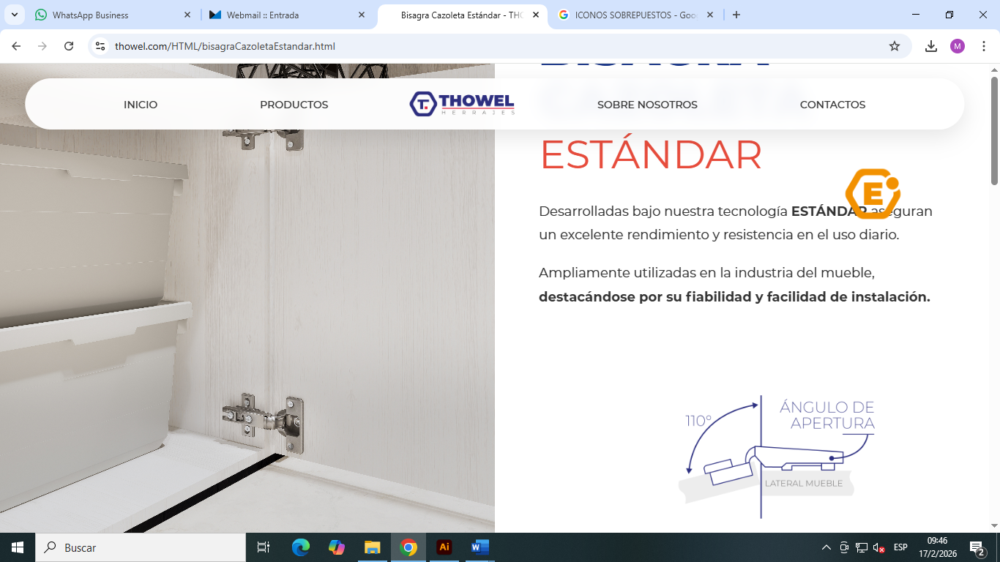 WhatsApp Business
Webmail :: Entrada
Bisagra Cazoleta Estándar - THO
ICONOS SOBREPUESTOS - Goo
thowel.com/HTML/bisagraCazoletaEstandar.html
M
BISAGRA
INICIO
PRODUCTOS
T.
THOWEL
HERRAJES
SOBRE NOSOTROS
CONTACTOS
ESTÁNDAR
E
Desarrolladas bajo nuestra tecnología ESTÁNDAR aseguran
un excelente rendimiento y resistencia en el uso diario.
Ampliamente utilizadas en la industria del mueble,
destacándose por su fiabilidad y facilidad de instalación.
110°
ÁNGULO DE
APERTURA
LATERAL MUEBLE
Buscar
Ai
W
ESP
09:46
17/2/2026
2